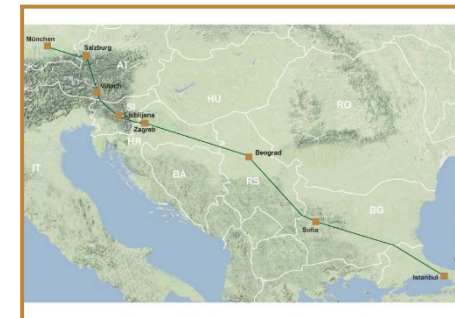 München
Salzburg
AT
Villach
SI
Ljubljana
Zagreb
HR
HU
RO
IT
BA
Beograd
RS
BG
Sofia
Istanbul